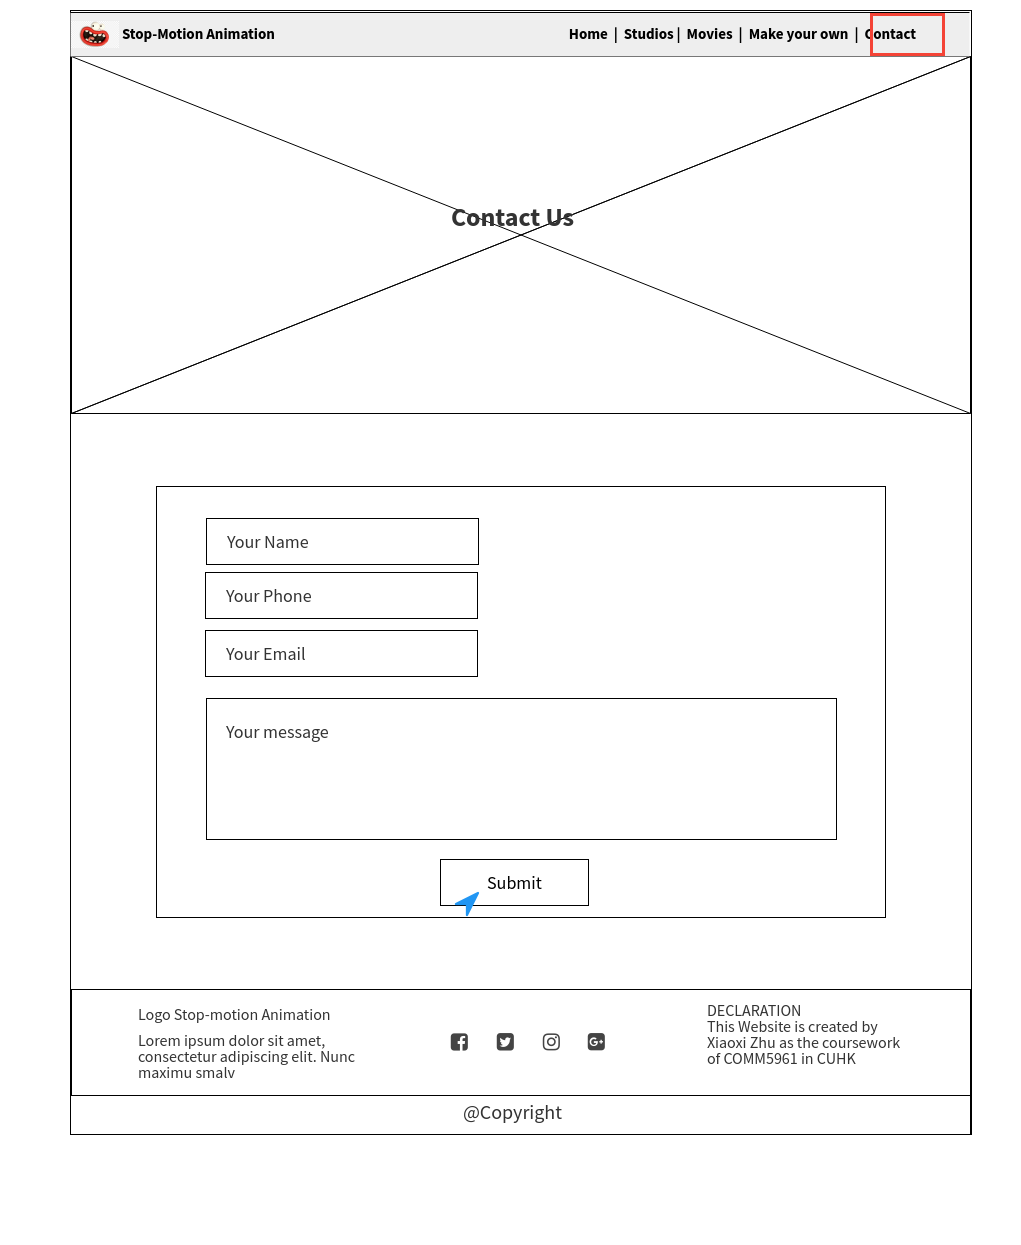 Stop-Motion Animation
Home | Studios | Movies | Make your own | Contact
Contact Us
Your Name
Your Phone
Your Email
Your message
Submit
Logo Stop-motion Animation
Lorem ipsum dolor sit amet,
consectetur adipiscing elit. Nunc
maximu smalv
DECLARATION
This Website is created by
Xiaoxi Zhu as the coursework
of COMM5961 in CUHK
@Copyright